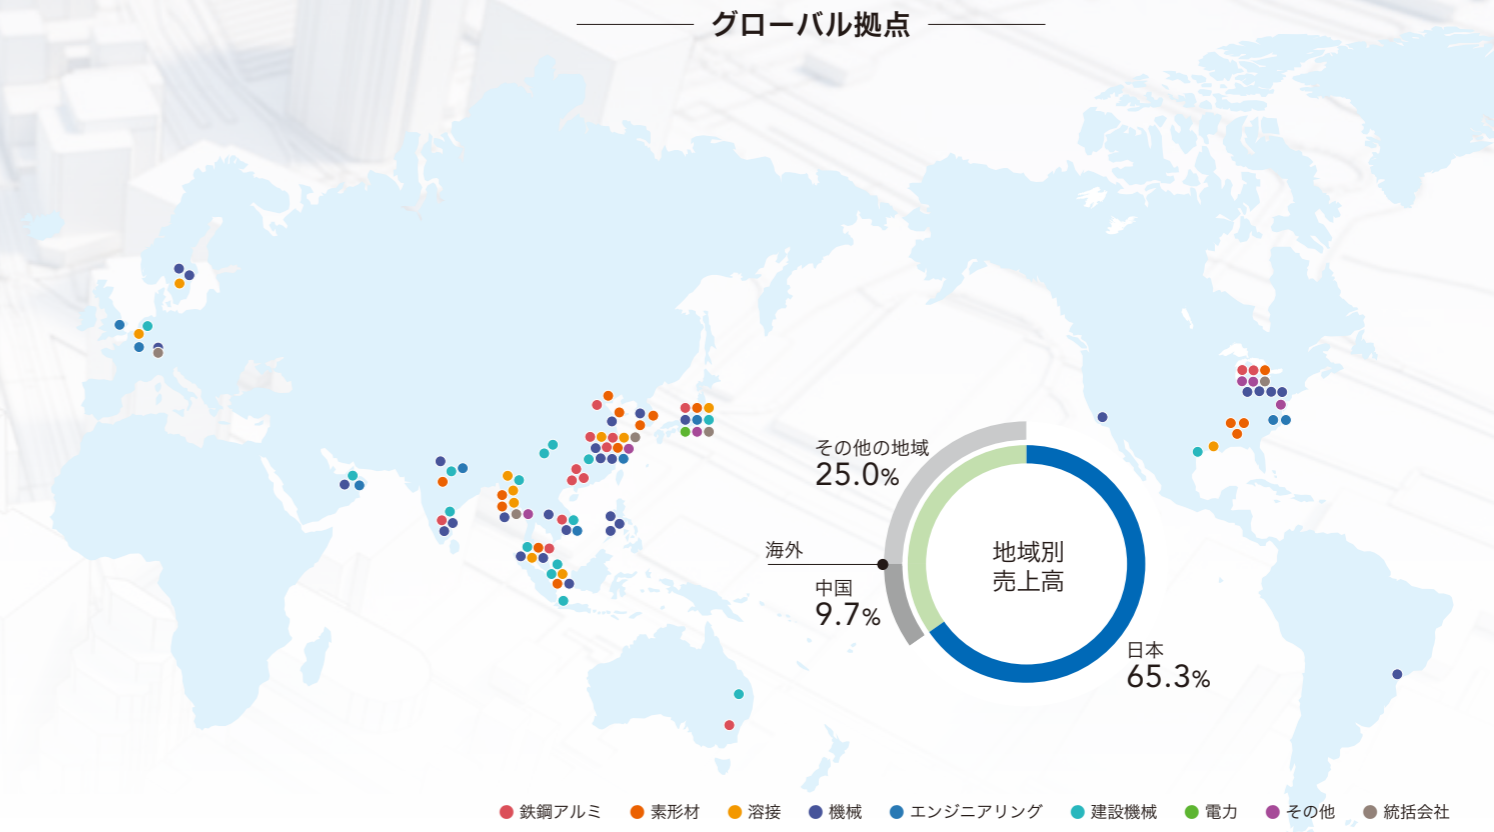 グローバル拠点
その他の地域
25.0%
海外
中国
9.7%
地域別
売上高
日本
65.3%
鉄鋼アルミ 素形材 溶接 機械 エンジニアリング 建設機械 電力 その他 統括会社